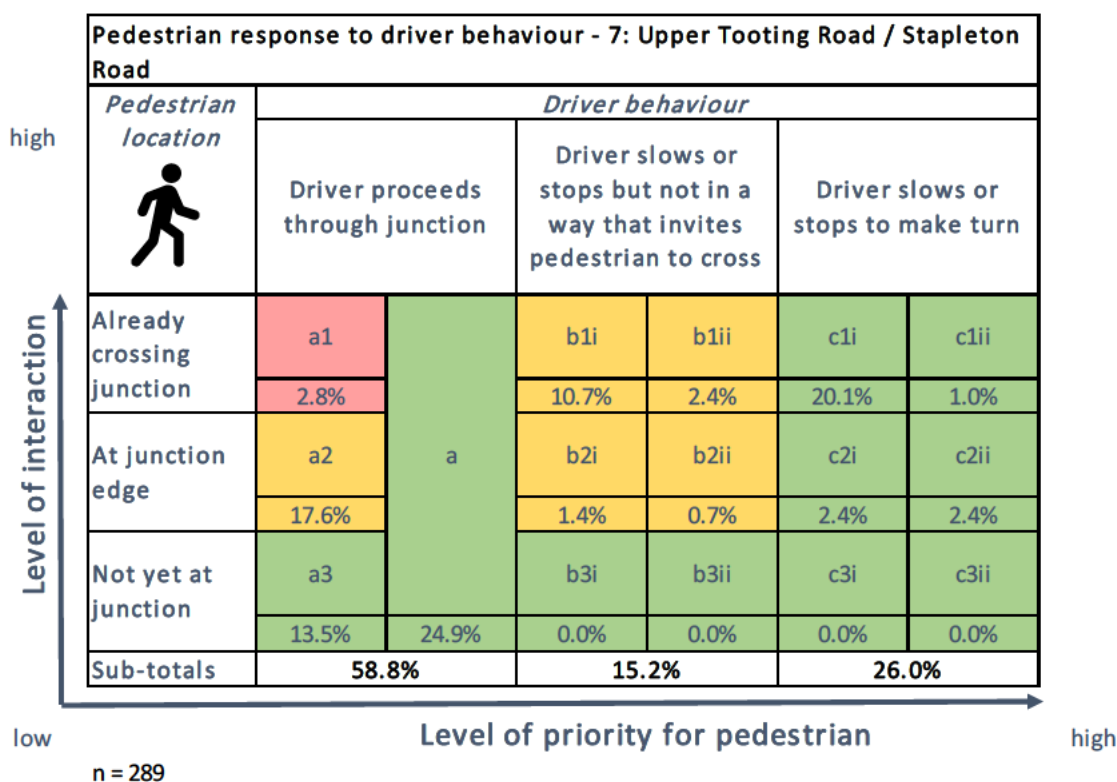 Pedestrian response to driver behaviour - 7: Upper Tooting Road / Stapleton
Road
Pedestrian
location
Driver behaviour
high
Driver proceeds
through junction
Driver slows or
stops but not in a
way that invites
pedestrian to cross
Driver slows or
stops to make turn
Level of interaction
Already
crossing
junction
a1
b1i
b1ii
c1i
c1ii
2.8%
10.7%
2.4%
20.1%
1.0%
At junction
edge
a2
a
b2i
b2ii
c2i
c2ii
17.6%
1.4%
0.7%
2.4%
2.4%
Not yet at
junction
a3
b3i
b3ii
c3i
c3ii
13.5%
24.9%
0.0%
0.0%
0.0%
0.0%
Sub-totals
58.8%
15.2%
26.0%
low
Level of priority for pedestrian
high
n = 289